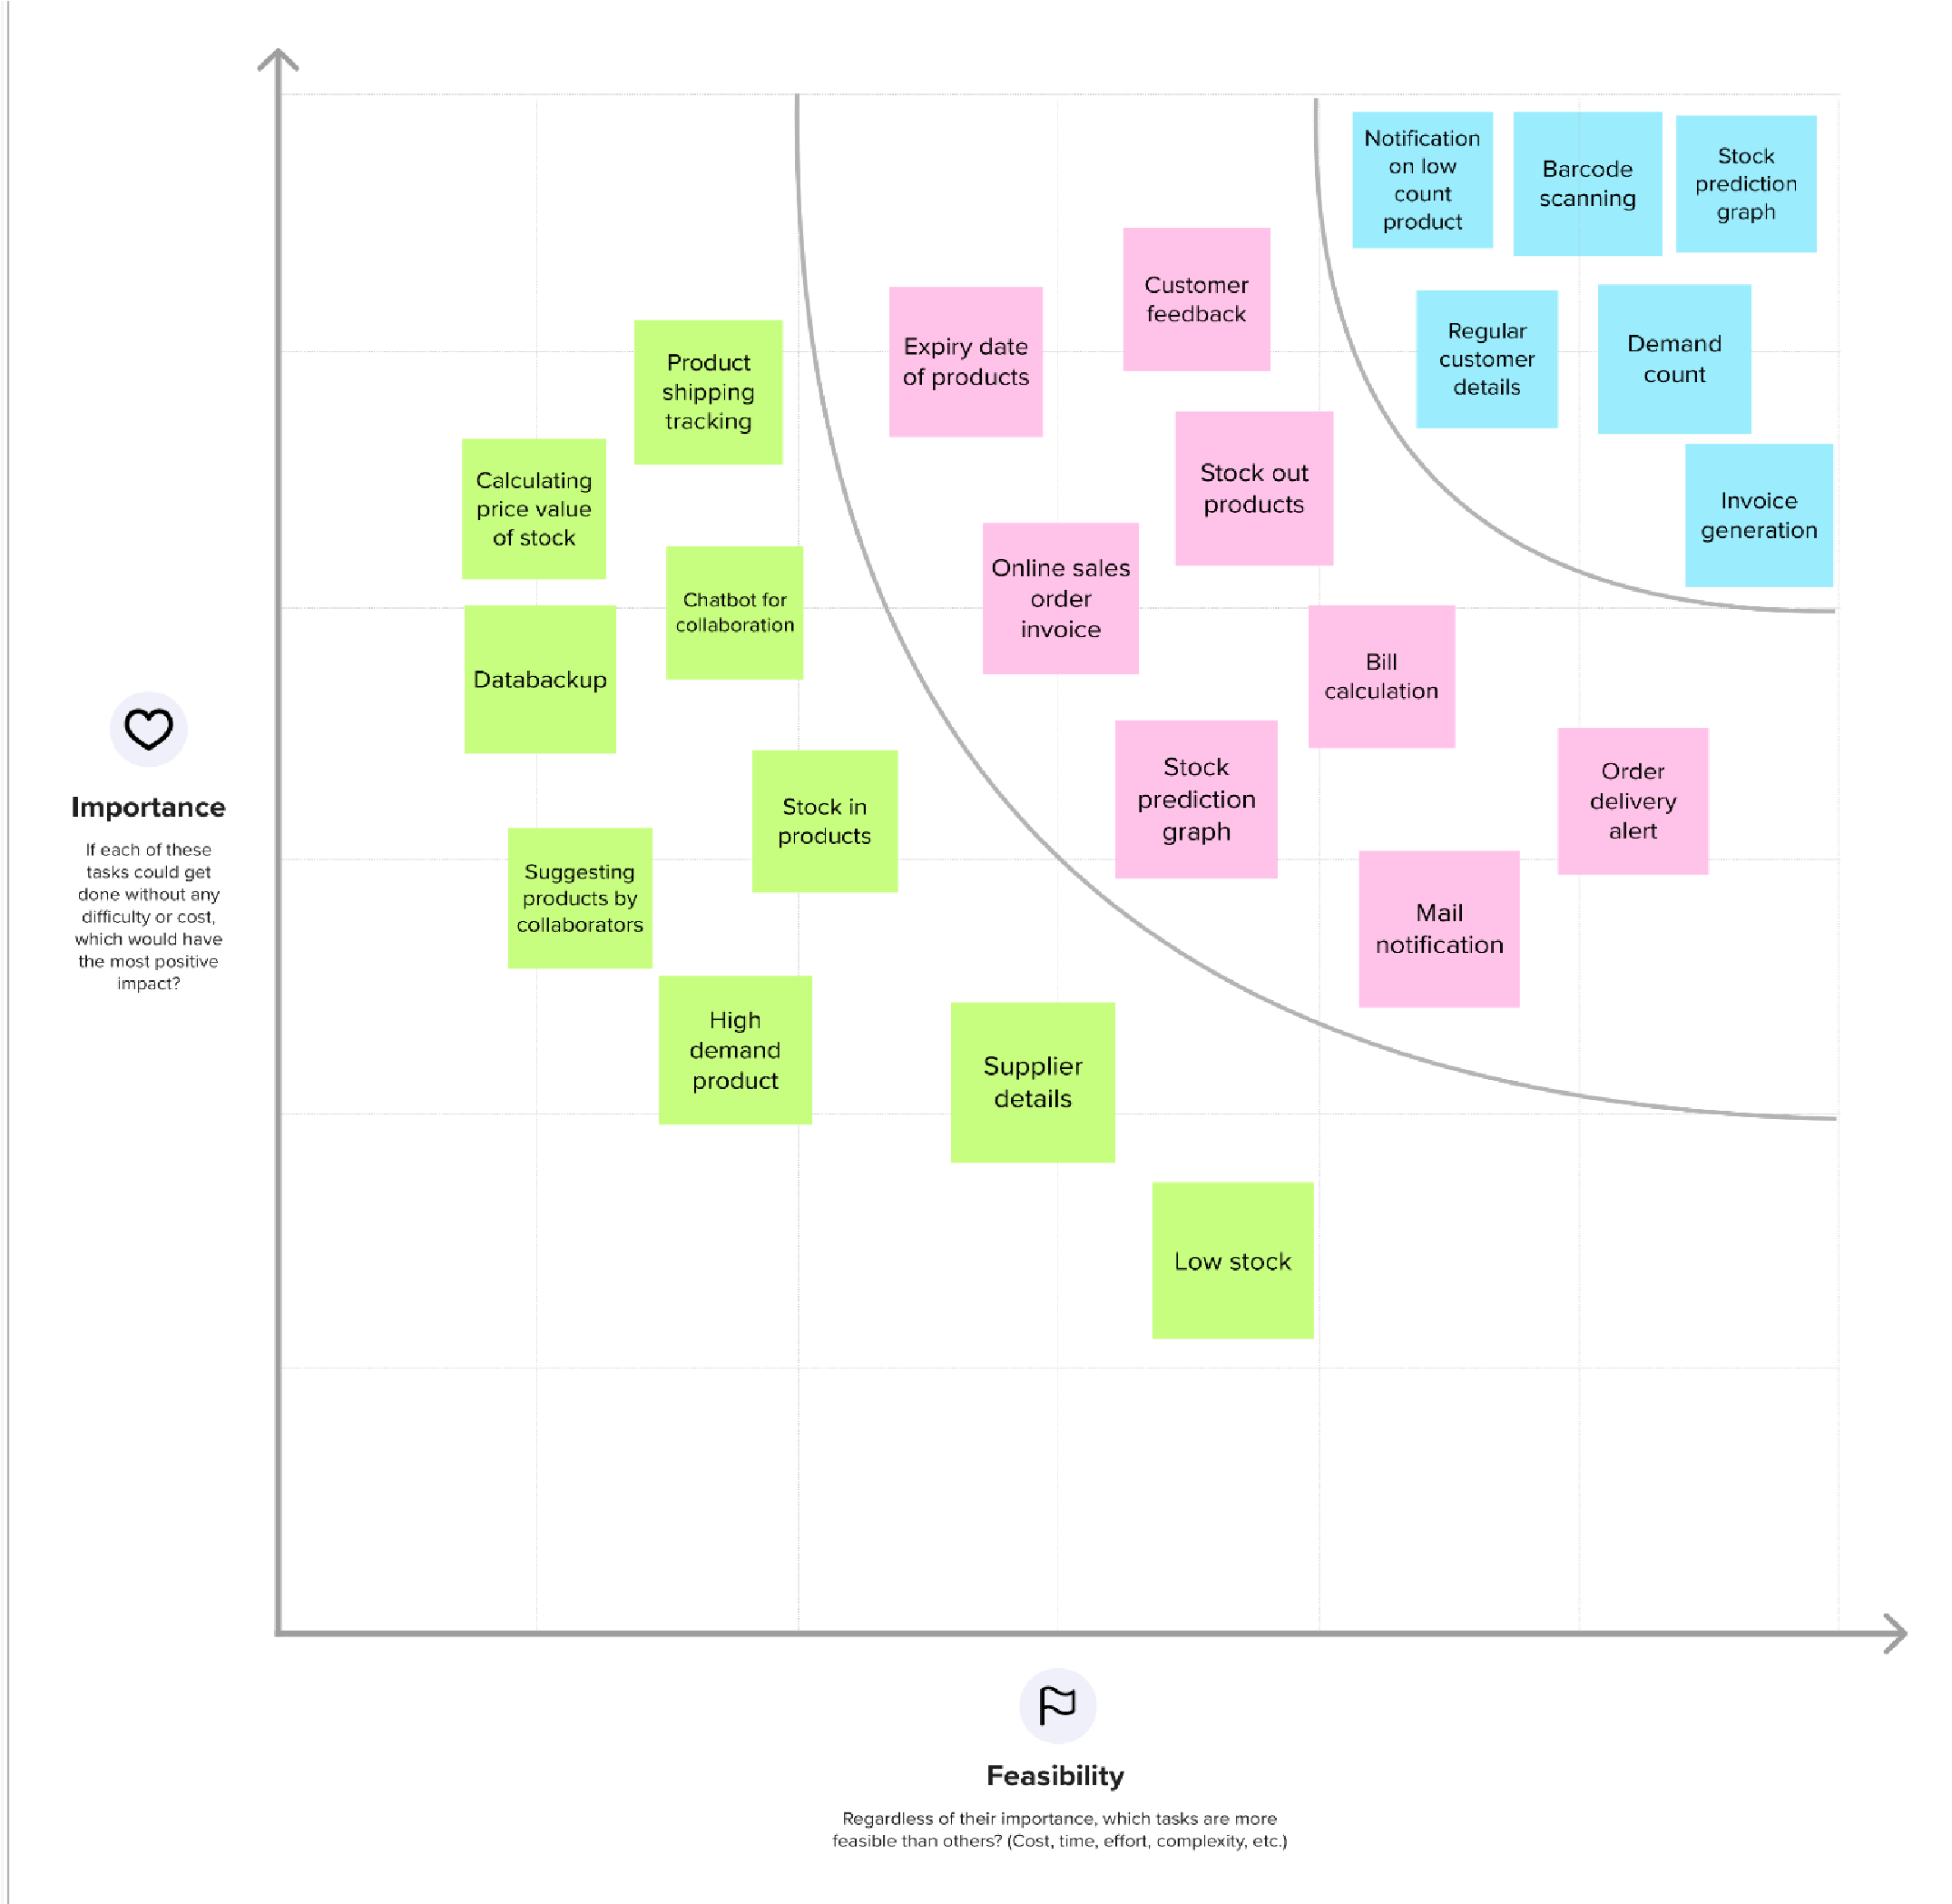 Notification
on low
count
product
Barcode
scanning
Stock
prediction
graph
Customer
feedback
Expiry date
of products
Regular
customer
details
Demand
count
Product
shipping
tracking
Calculating
price value
of stock
Stock out
products
Invoice
generation
Online sales
order
invoice
Chatbot for
collaboration
Databackup
Bill
calculation
Stock
prediction
graph
Order
delivery
alert
Stock in
products
Suggesting
products by
collaborators
Mail
notification
High
demand
product
Supplier
details
Low stock
Importance
If each of these
tasks could get
done without any
difficulty or cost,
which would have
the most positive
impact?
Feasibility
Regardless of their importance, which tasks are more
feasible than others? (Cost, time, effort, complexity, etc.)